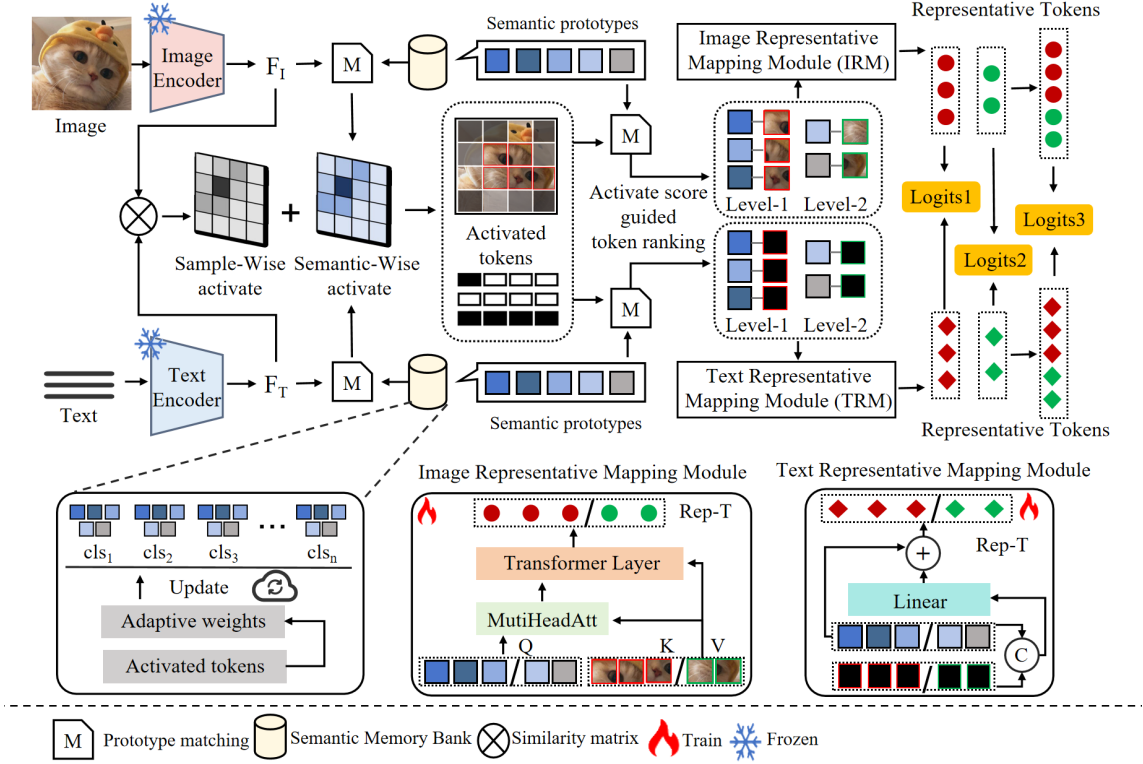 Image
Image
Encoder
F_I
M
Semantic prototypes
Image Representative
Mapping Module (IRM)
Representative Tokens
M
Level-1
Level-2
Activate score
guided
token ranking
Logits1
Logits3
Logits2
Sample-Wise
activate
+
Semantic-Wise
activate
Activated
tokens
M
Level-1
Level-2
Text
Text
Encoder
F_T
M
Semantic prototypes
Text Representative
Mapping Module (TRM)
Representative Tokens
cls_1
cls_2
cls_3
...
cls_n
Update
Adaptive weights
Activated tokens
Image Representative Mapping Module
/
Rep-T
Transformer Layer
MutiHeadAtt
Q
K
V
/
/
Text Representative Mapping Module
/
Rep-T
+
Linear
/
C
/
M
Prototype matching
Semantic Memory Bank
Similarity matrix
Train
Frozen